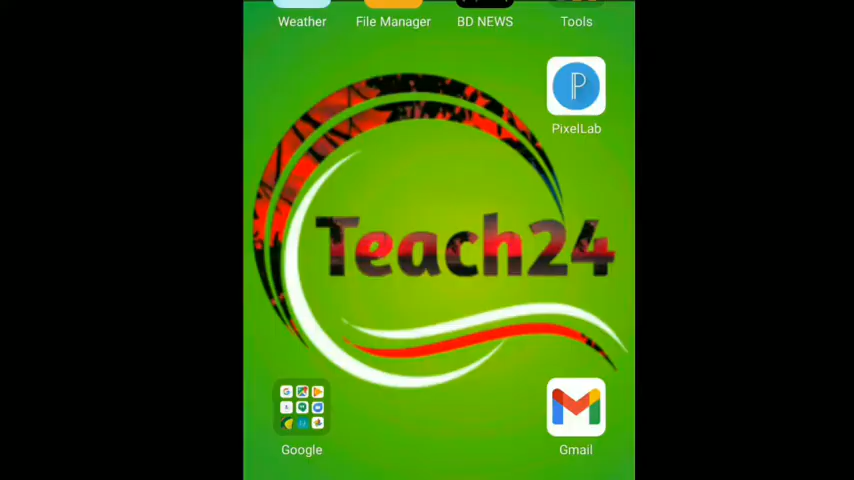 Weather File Manager BD NEWS Tools
PixelLab
Teach24
Google Gmail